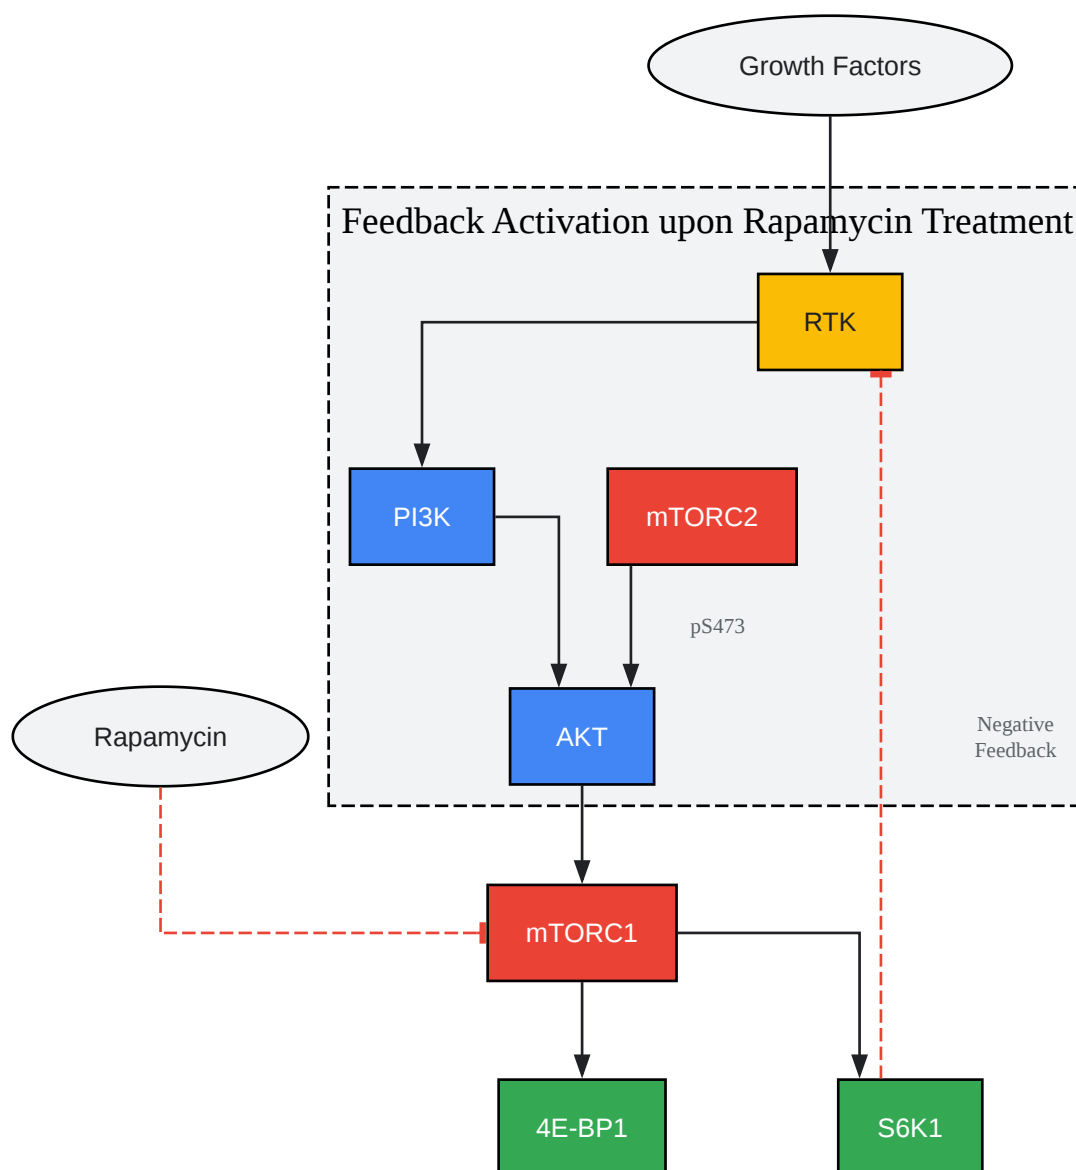 Growth Factors
Feedback Activation upon Rapamycin Treatment
RTK
PI3K
mTORC2
pS473
Rapamycin
AKT
Negative
Feedback
mTORC1
4E-BP1
S6K1